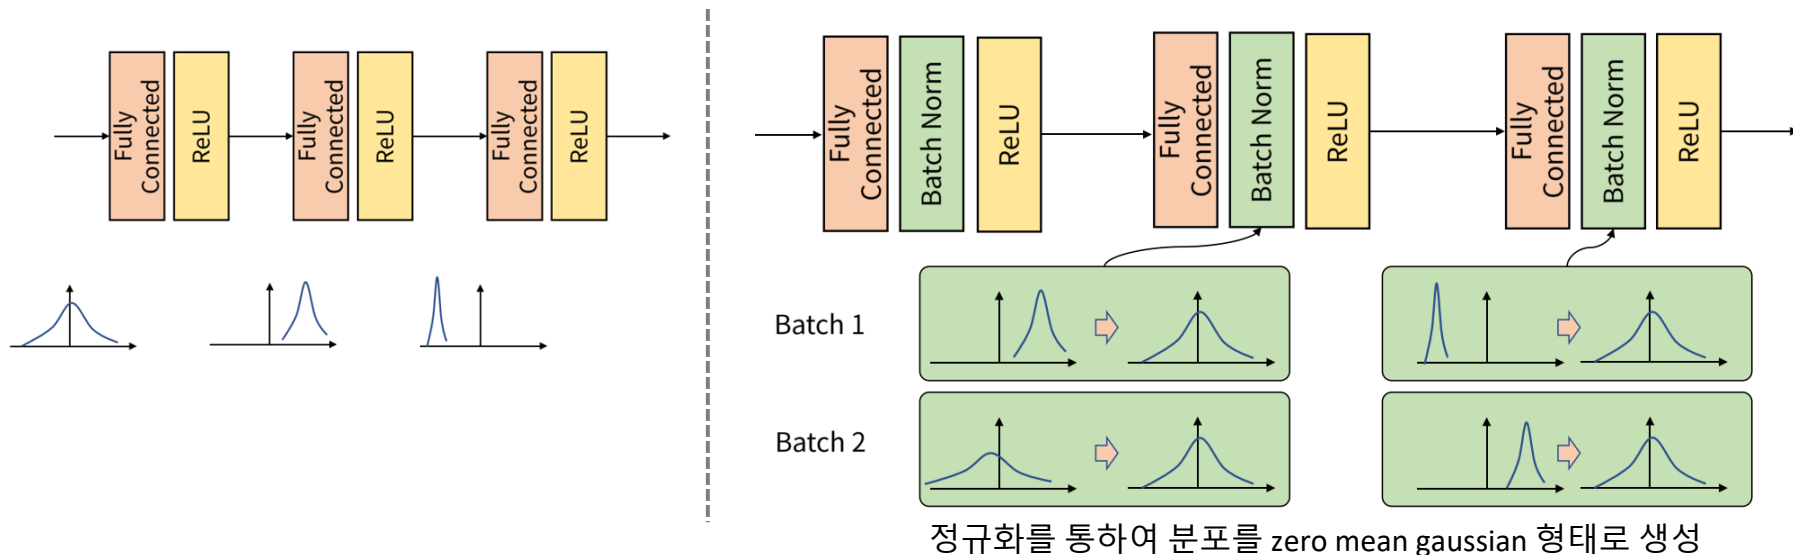 Fully
Connected
ReLU
Fully
Connected
ReLU
Fully
Connected
ReLU
Fully
Connected
Batch Norm
ReLU
Fully
Connected
Batch Norm
ReLU
Fully
Connected
Batch Norm
ReLU
Batch 1
Batch 2
정규화를 통하여 분포를 zero mean gaussian 형태로 생성